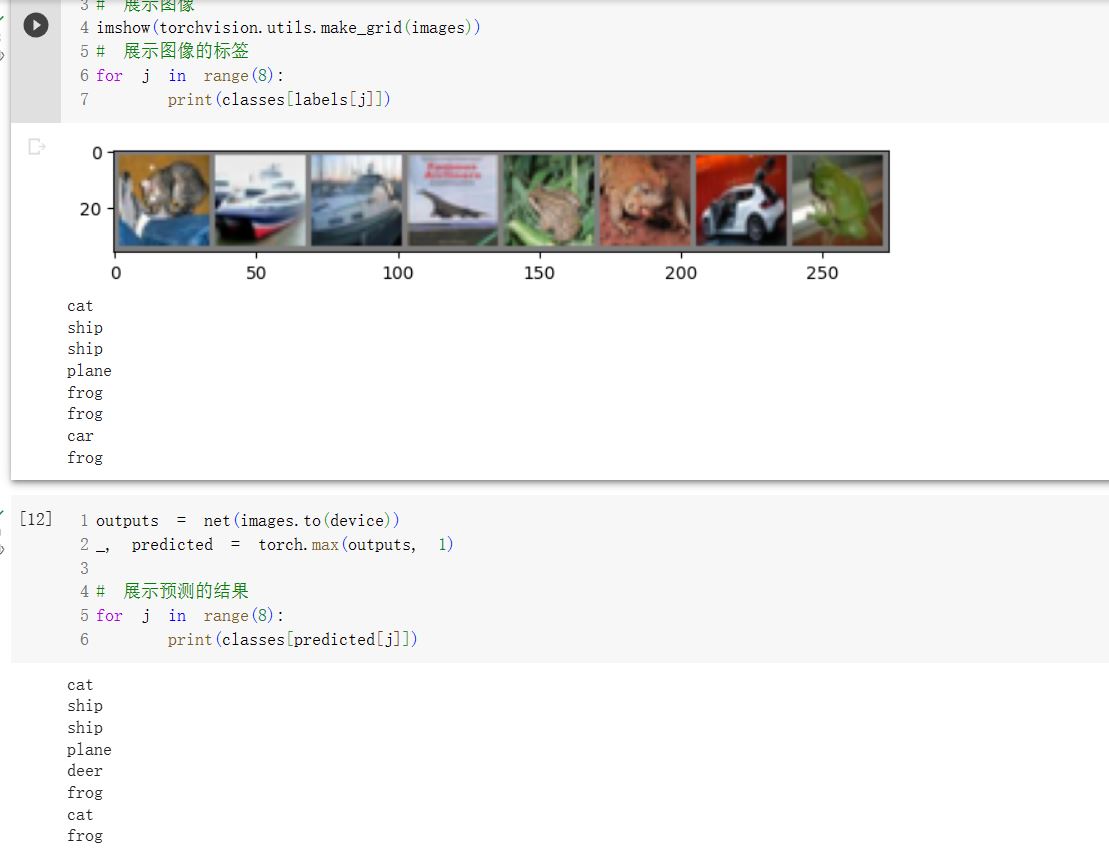 3 # 展示图像
4 imshow(torchvision.utils.make_grid(images))
5 # 展示图像的标签
6 for j in range(8):
7 print(classes[labels[j]])
0
20
0 50 100 150 200 250
cat
ship
ship
plane
frog
frog
car
frog
[12]
1 outputs = net(images.to(device))
2 _, predicted = torch.max(outputs, 1)
3
4 # 展示预测的结果
5 for j in range(8):
6 print(classes[predicted[j]])
cat
ship
ship
plane
deer
frog
cat
frog